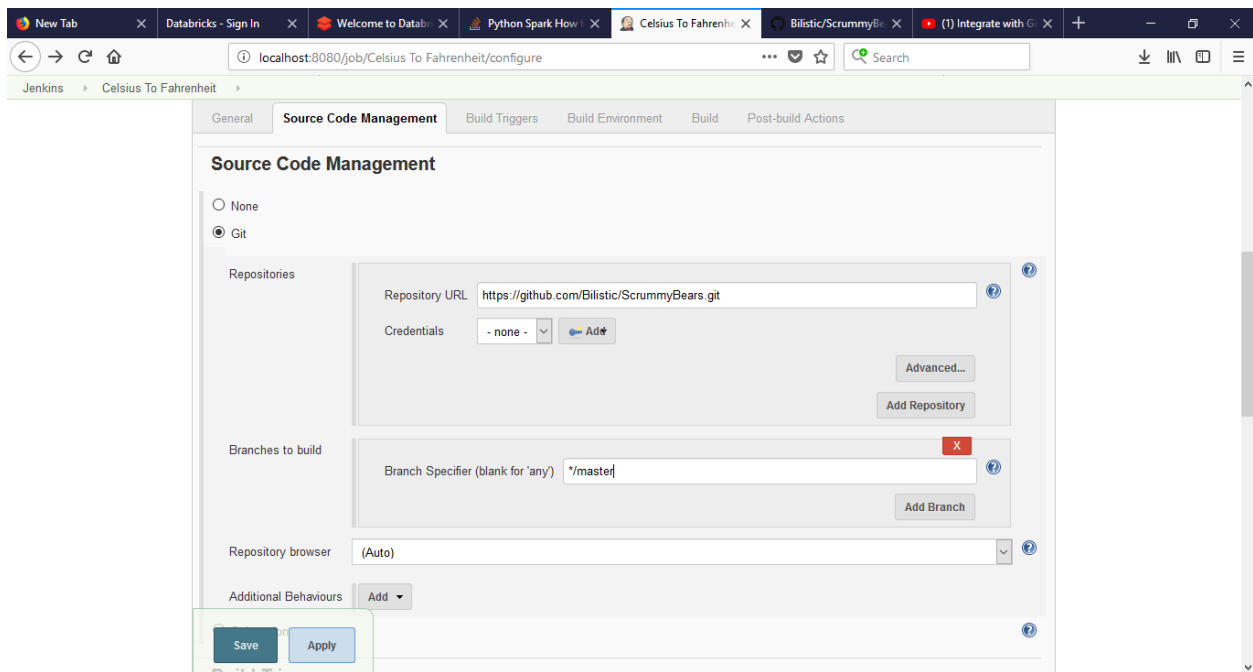 New Tab
Databricks - Sign In
Welcome to Databri
Python Spark How t
Celsius To Fahrenhe
Bilistic/ScrummyBe
(1) Integrate with Gi
localhost:8080/job/Celsius To Fahrenheit/configure
Search
Jenkins
Celsius To Fahrenheit
General
Source Code Management
Build Triggers
Build Environment
Build
Post-build Actions
Source Code Management
None
Git
Repositories
Repository URL
https://github.com/Bilistic/ScrummyBears.git
Credentials
- none -
Add
Advanced...
Add Repository
Branches to build
X
Branch Specifier (blank for 'any')
*/master
Add Branch
Repository browser
(Auto)
Additional Behaviours
Add
Save
Apply